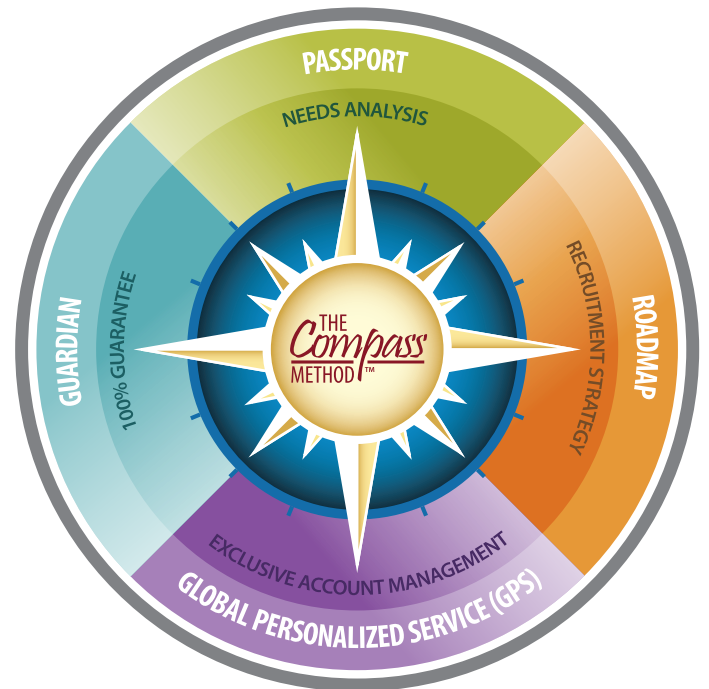 PASSPORT
NEEDS ANALYSIS
ROADMAP
RECRUITMENT STRATEGY
GLOBAL PERSONALIZED SERVICE (GPS)
EXCLUSIVE ACCOUNT MANAGEMENT
GUARDIAN
100% GUARANTEE
THE
Compass
METHOD™